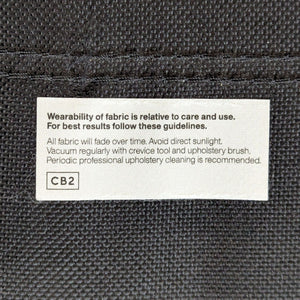 Wearability of fabric is relative to care and use.
For best results follow these guidelines.
All fabric will fade over time. Avoid direct sunlight.
Vacuum regularly with crevice tool and upholstery brush.
Periodic professional upholstery cleaning is recommended.
CB2